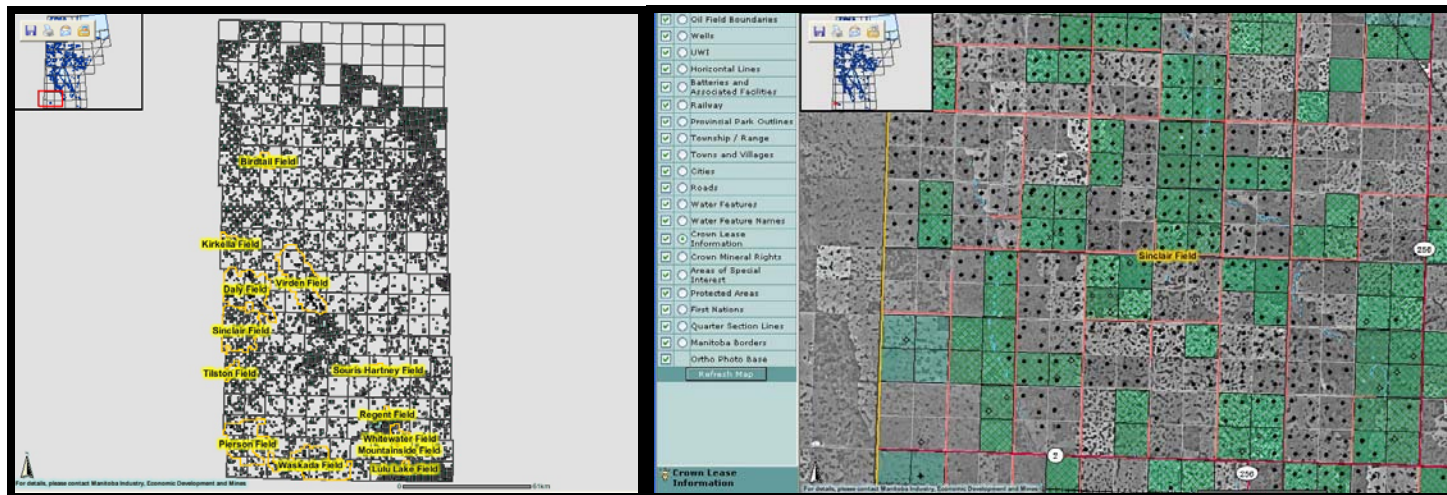 Birdtail Field
Kirkella Field
Virden Field
Daly Field
Sinclair Field
Tilston Field
Souris Hartney Field
Regent Field
Whitewater Field
Pierson Field
Mountainside Field
Waskada Field
Lulu Lake Field
For details, please contact Manitoba Industry, Economic Development and Mines
0
61km
Oil Field Boundaries
Wells
UWI
Horizontal Lines
Batteries and
Associated Facilities
Railway
Provincial Park Outlines
Township / Range
Towns and Villages
Cities
Roads
Water Features
Water Feature Names
Crown Lease
Information
Crown Mineral Rights
Areas of Special
Interest
Protected Areas
First Nations
Quarter Section Lines
Manitoba Borders
Ortho Photo Base
Refresh Map
Crown Lease
Information
Sinclair Field
256
2
256
For details, please contact Manitoba Industry, Economic Development and Mines